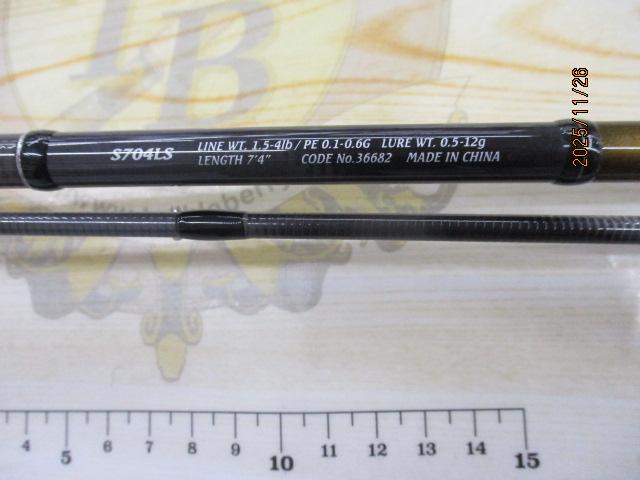 TB
S704LS LINE WT. 1.5-4lb / PE 0.1-0.6G LURE WT. 0.5-12g
LENGTH 7'4" CODE No.36682 MADE IN CHINA
2025/11/26
4 5 6 7 8 9 10 11 12 13 14 15